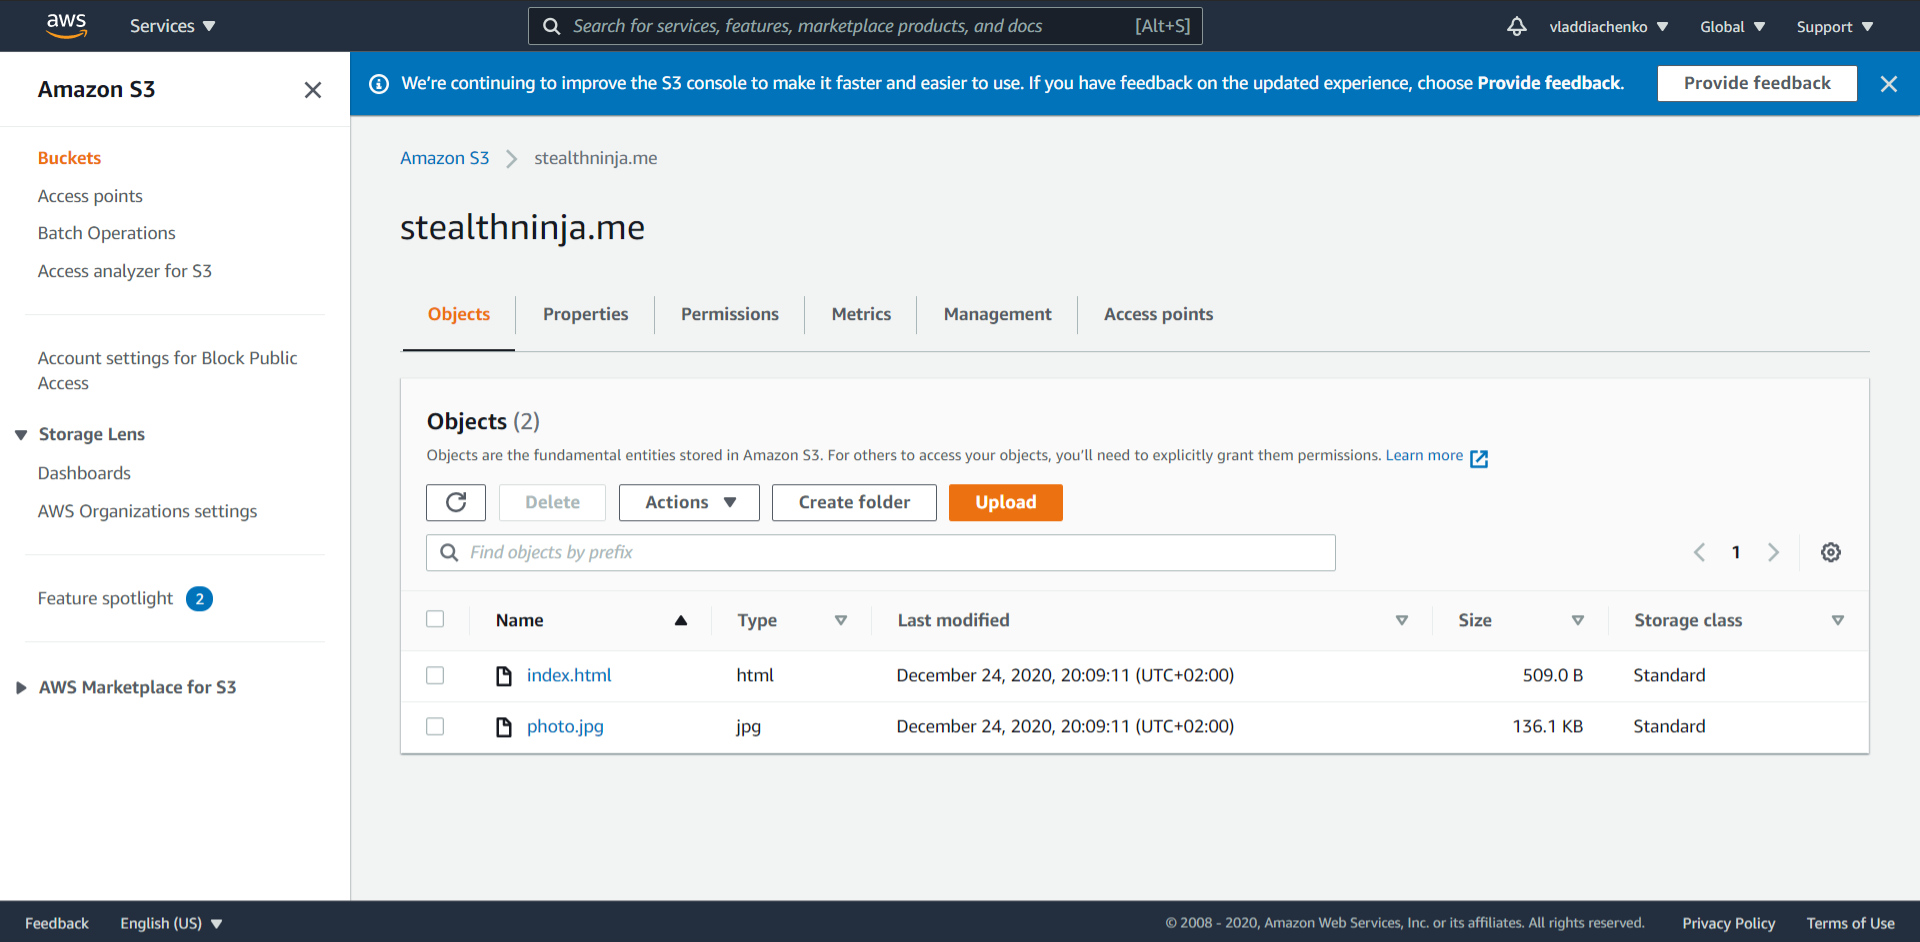 aws
Services
Search for services, features, marketplace products, and docs [Alt+S]
vladdiachenko
Global
Support
Amazon S3
We're continuing to improve the S3 console to make it faster and easier to use. If you have feedback on the updated experience, choose Provide feedback.
Provide feedback
Buckets
Access points
Batch Operations
Access analyzer for S3
Account settings for Block Public
Access
Storage Lens
Dashboards
AWS Organizations settings
Feature spotlight 2
AWS Marketplace for S3
Amazon S3 stealthninja.me
stealthninja.me
Objects Properties Permissions Metrics Management Access points
Objects (2)
Objects are the fundamental entities stored in Amazon S3. For others to access your objects, you'll need to explicitly grant them permissions. Learn more
Delete Actions Create folder Upload
Find objects by prefix
1
Name Type Last modified Size Storage class
index.html html December 24, 2020, 20:09:11 (UTC+02:00) 509.0 B Standard
photo.jpg jpg December 24, 2020, 20:09:11 (UTC+02:00) 136.1 KB Standard
Feedback English (US) © 2008 - 2020, Amazon Web Services, Inc. or its affiliates. All rights reserved. Privacy Policy Terms of Use